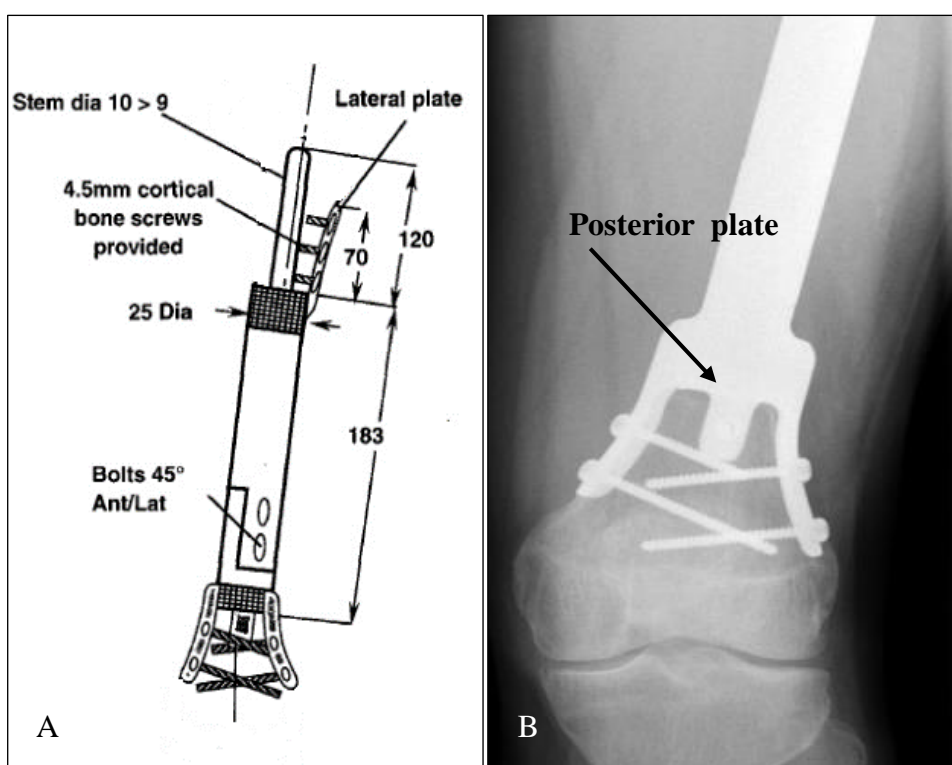 Stem dia 10 > 9
Lateral plate
4.5mm cortical
bone screws
provided
70
120
25 Dia
183
Bolts 45°
Ant/Lat
A
Posterior plate
B